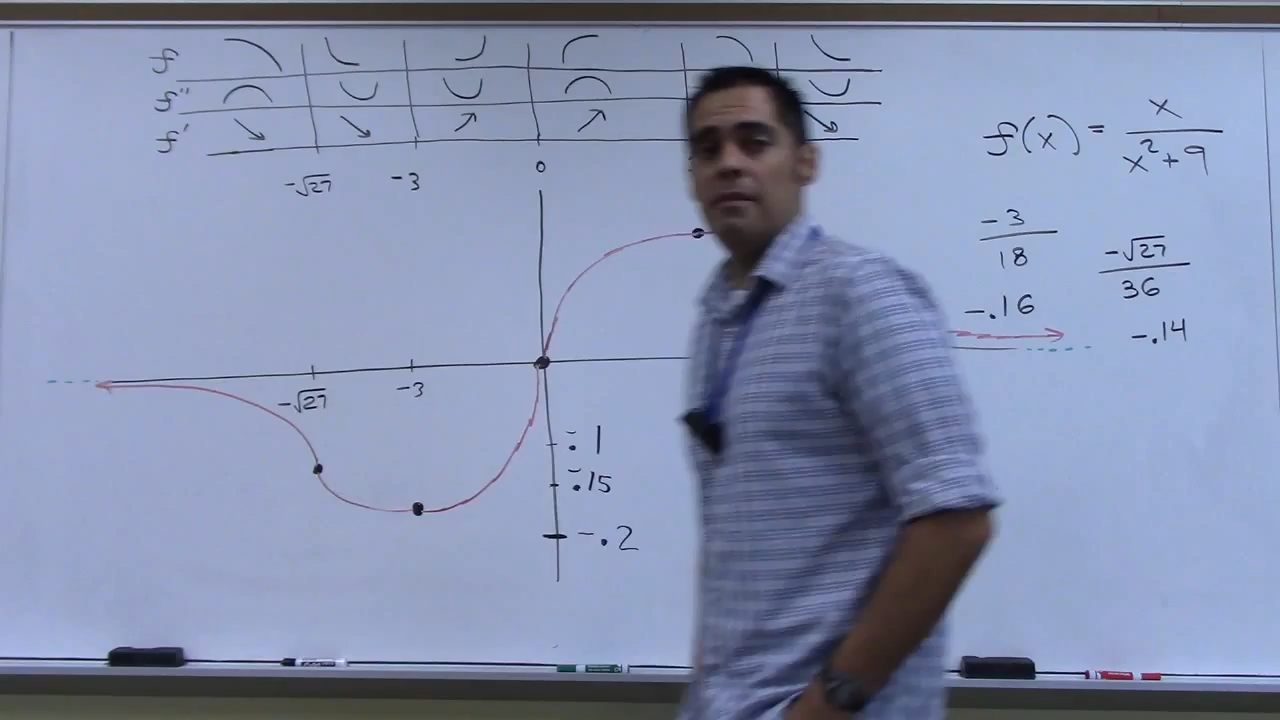 f
f"
f'
-√27 -3 0
f(x) = x / x²+9
-3 / 18
-.16
-√27 / 36
-.14
-√27 -3
-.1
-.15
-.2